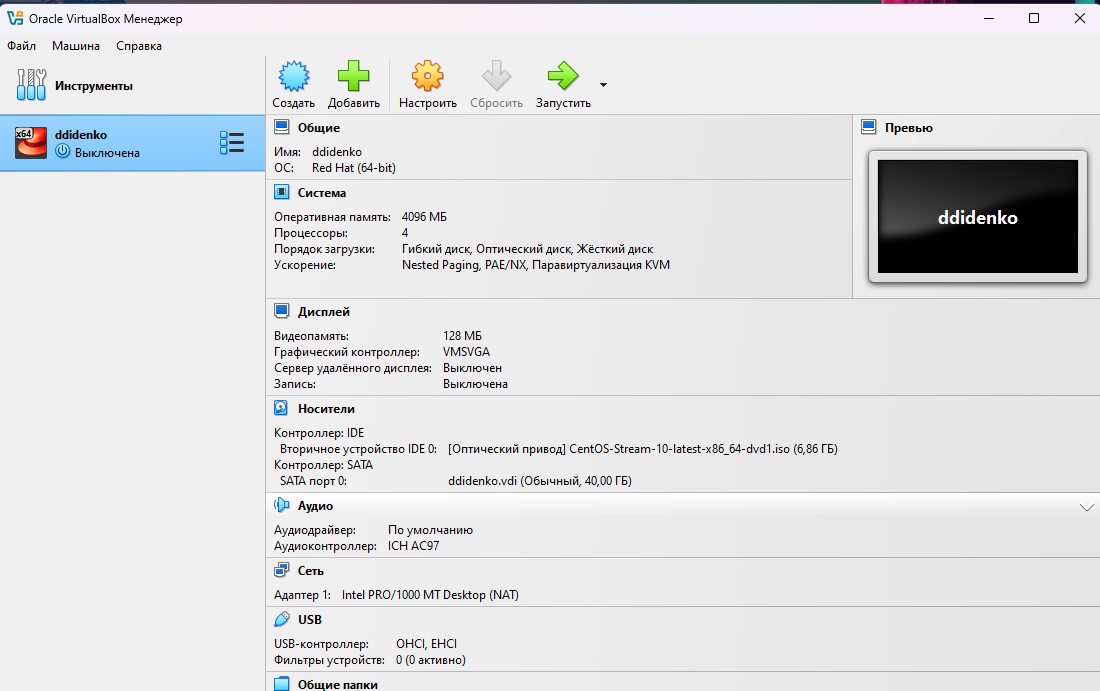 Oracle VirtualBox Менеджер
Файл Машина Справка
Инструменты
Создать Добавить Настроить Сбросить Запустить
x64
ddidenko
Выключена
Общие
Имя: ddidenko
ОС: Red Hat (64-bit)
Превью
ddidenko
Система
Оперативная память: 4096 МБ
Процессоры: 4
Порядок загрузки: Гибкий диск, Оптический диск, Жёсткий диск
Ускорение: Nested Paging, PAE/NX, Паравиртуализация KVM
Дисплей
Видеопамять: 128 МБ
Графический контроллер: VMSVGA
Сервер удалённого дисплея: Выключен
Запись: Выключена
Носители
Контроллер: IDE
Вторичное устройство IDE 0: [Оптический привод] CentOS-Stream-10-latest-x86_64-dvd1.iso (6,86 ГБ)
Контроллер: SATA
SATA порт 0: ddidenko.vdi (Обычный, 40,00 ГБ)
Аудио
Аудиодрайвер: По умолчанию
Аудиоконтроллер: ICH AC97
Сеть
Адаптер 1: Intel PRO/1000 MT Desktop (NAT)
USB
USB-контроллер: OHCI, EHCI
Фильтры устройств: 0 (0 активно)
Общие папки